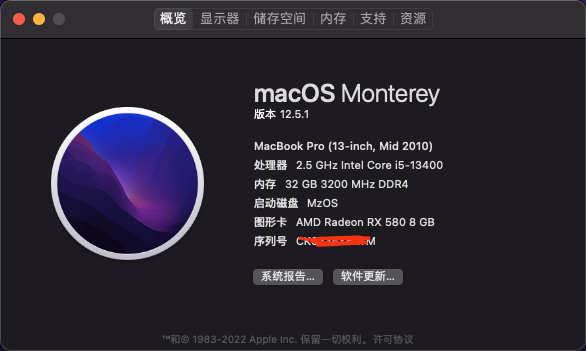 概览 显示器 储存空间 内存 支持 资源
macOS Monterey
版本 12.5.1
MacBook Pro (13-inch, Mid 2010)
处理器 2.5 GHz Intel Core i5-13400
内存 32 GB 3200 MHz DDR4
启动磁盘 MzOS
图形卡 AMD Radeon RX 580 8 GB
序列号
系统报告... 软件更新...
™和© 1983-2022 Apple Inc. 保留一切权利。许可协议